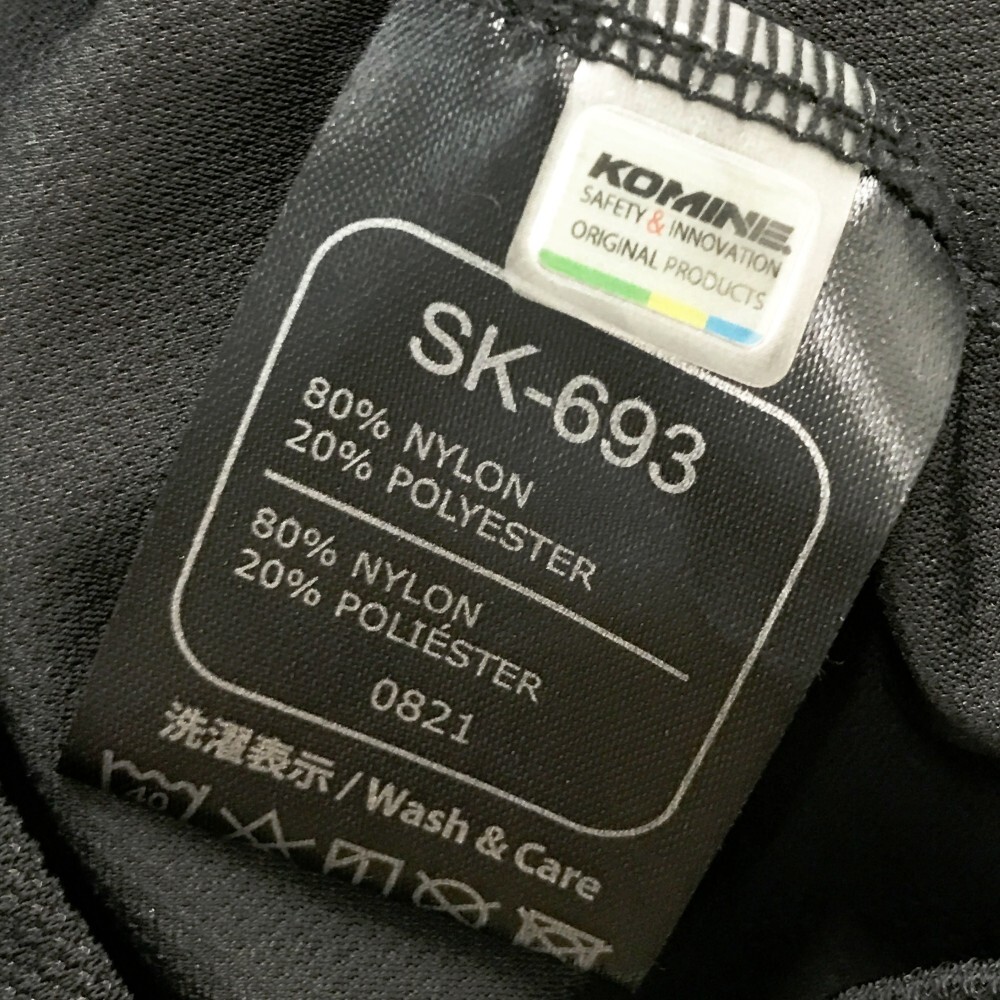 KOMINE
SAFETY & INNOVATION
ORIGINAL PRODUCTS
SK-693
80% NYLON
20% POLYESTER
80% NYLON
20% POLIÉSTER
0821
洗濯表示 / Wash & Care
40